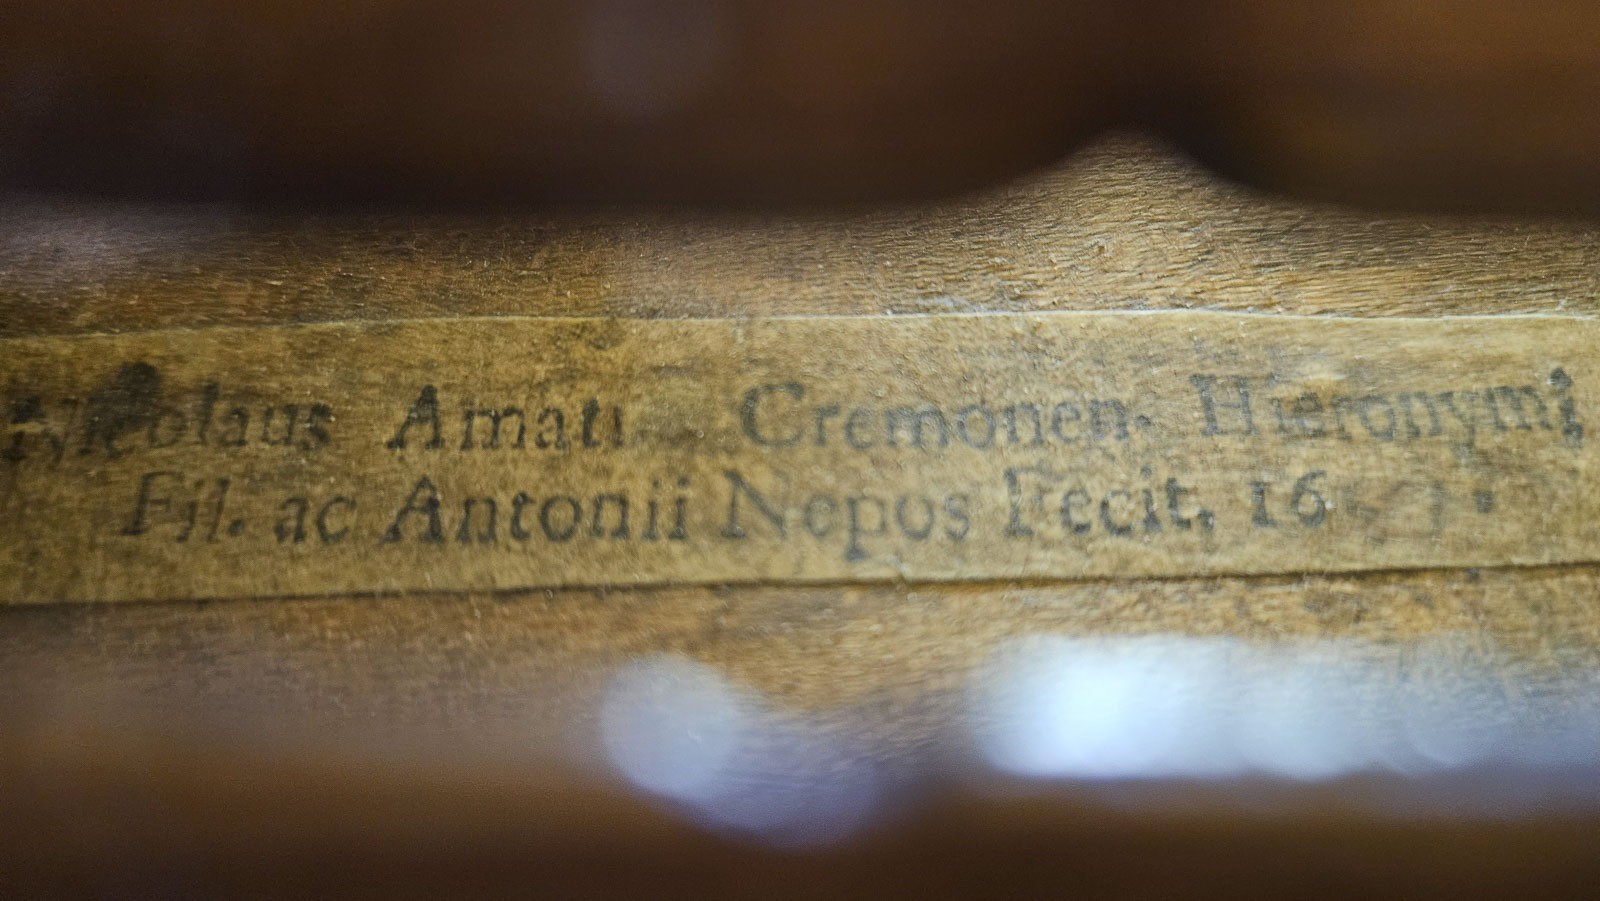 Nicolaus Amati Cremonen. Hieronymi
Fil. ac Antonii Nepos Fecit, 16